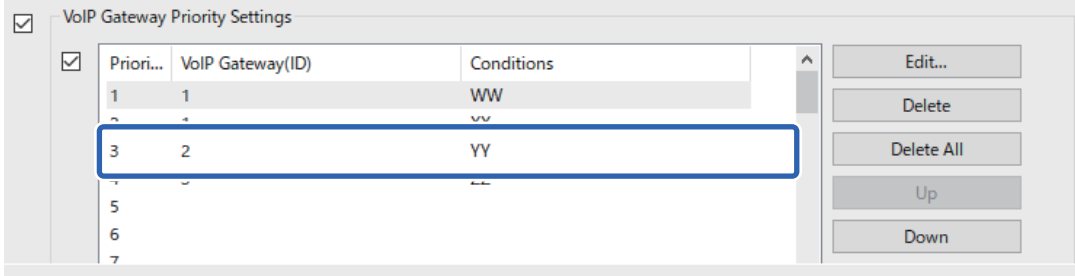 VoIP Gateway Priority Settings
Priori... VoIP Gateway(ID) Conditions
1 1 WW
3 2 YY
5
6
7
Edit...
Delete
Delete All
Up
Down